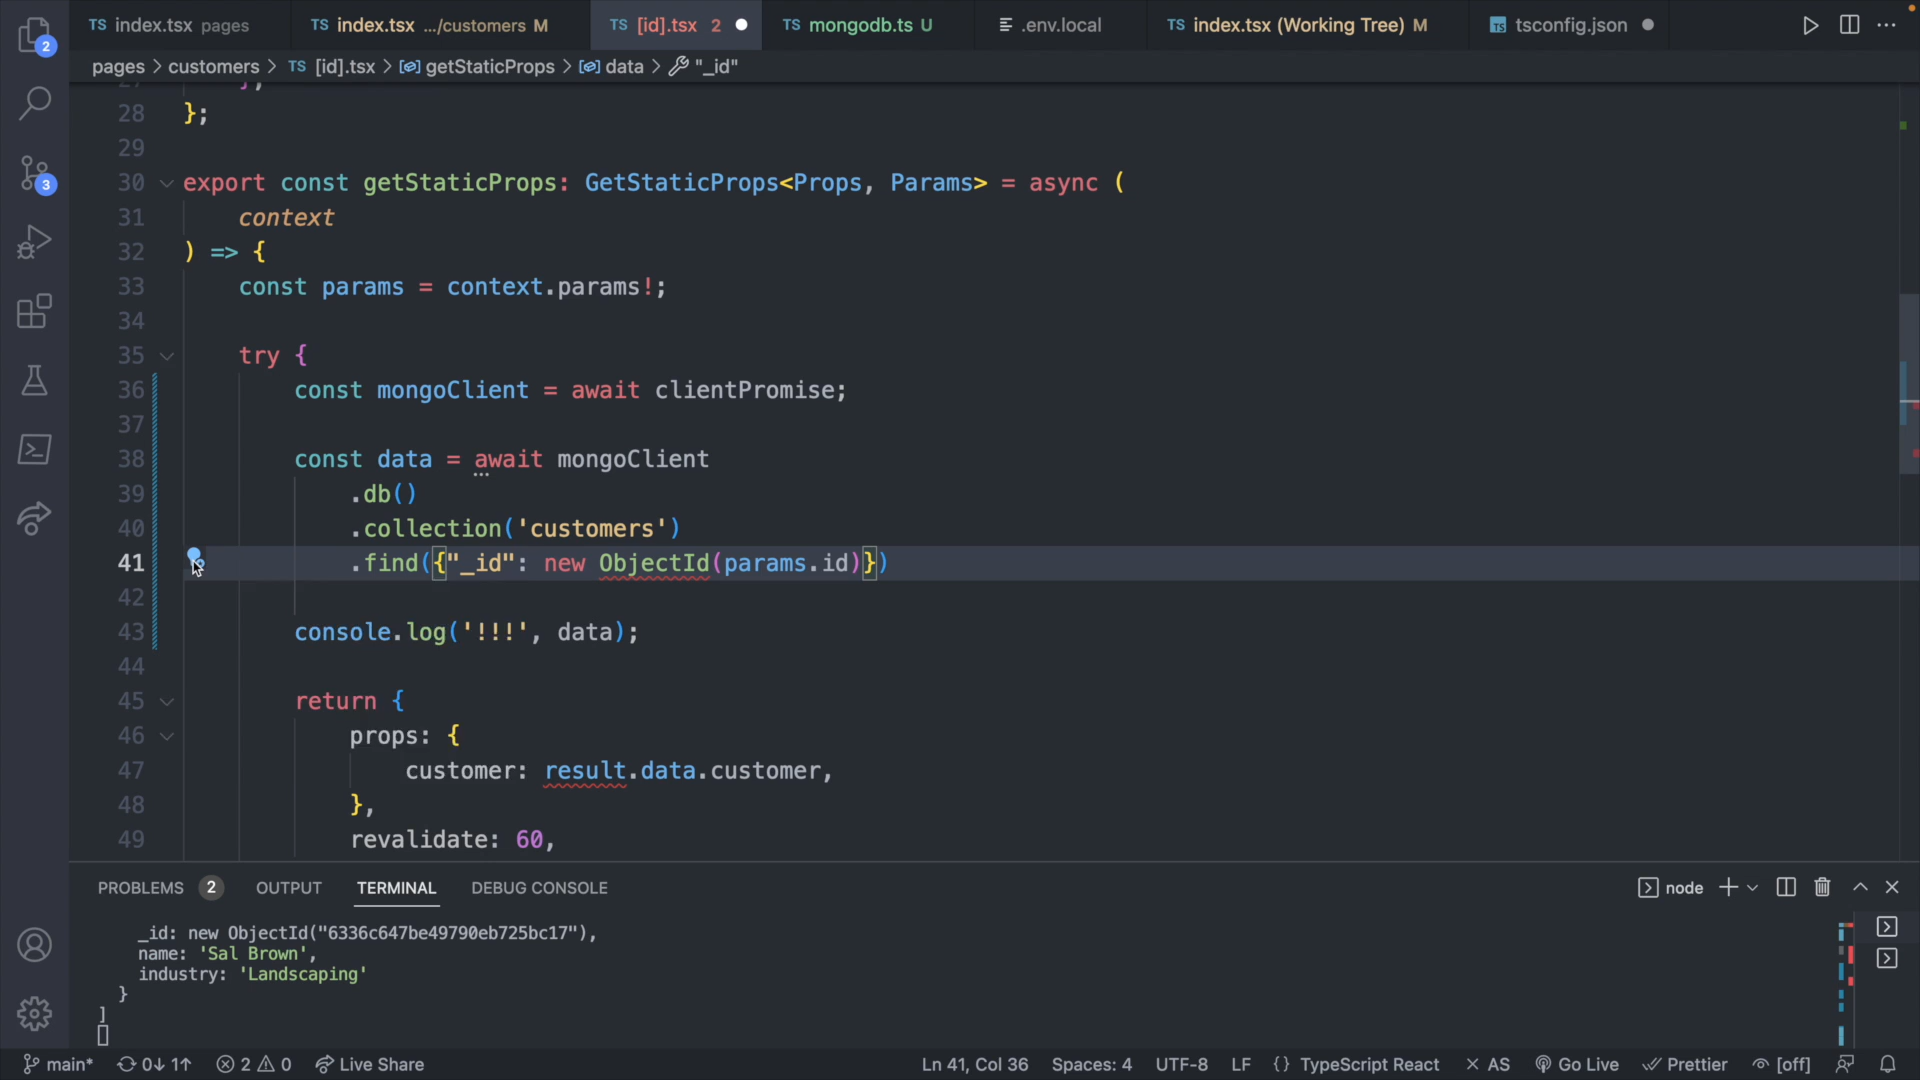 2
3
TS index.tsx pages
TS index.tsx .../customers M
TS [id].tsx 2
TS mongodb.ts U
.env.local
TS index.tsx (Working Tree) M
TS tsconfig.json
pages > customers > TS [id].tsx > getStaticProps > data > "_id"
28 };
29
30 export const getStaticProps: GetStaticProps<Props, Params> = async (
31 context
32 ) => {
33 const params = context.params!;
34
35 try {
36 const mongoClient = await clientPromise;
37
38 const data = await mongoClient
39 .db()
40 .collection('customers')
41 .find({"_id": new ObjectId(params.id)})
42
43 console.log('!!!', data);
44
45 return {
46 props: {
47 customer: result.data.customer,
48 },
49 revalidate: 60,
PROBLEMS 2 OUTPUT TERMINAL DEBUG CONSOLE node
_id: new ObjectId("6336c647be49790eb725bc17"),
name: 'Sal Brown',
industry: 'Landscaping'
}
]
main* 0↓ 1↑ 2 0 Live Share Ln 41, Col 36 Spaces: 4 UTF-8 LF {} TypeScript React × AS Go Live Prettier [off]